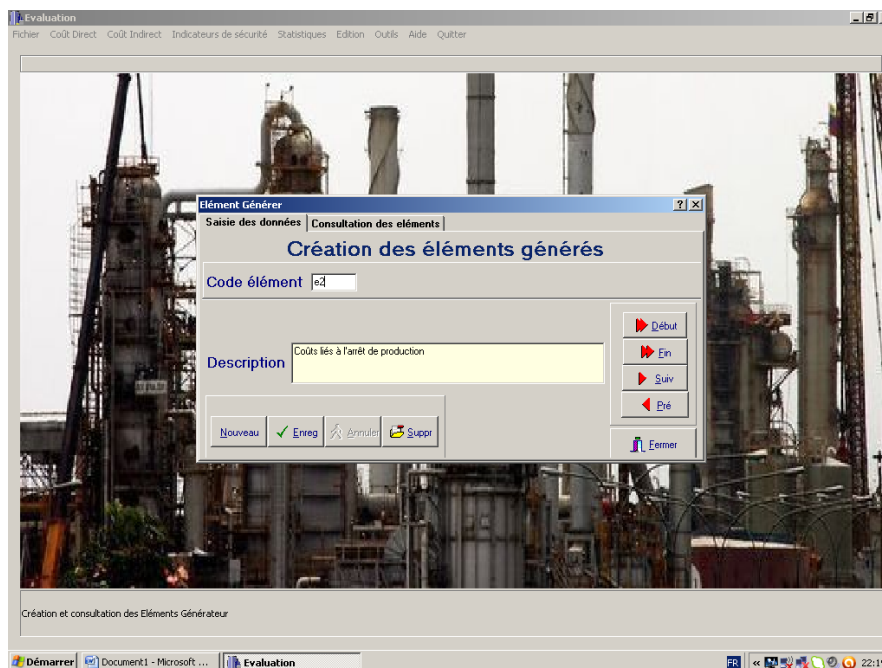 Evaluation
Fichier Coût Direct Coût Indirect Indicateurs de sécurité Statistiques Edition Outils Aide Quitter
Elément Générer
Saisie des données Consultation des eléments
Création des éléments générés
Code élément e2
Début
Fin
Description Coûts liés à l'arrêt de production
Suiv
Pré
Nouveau Enreg Annuler Suppr
Fermer
Création et consultation des Eléments Générateur
Démarrer Document1 - Microsoft ... Evaluation FR « 22:1